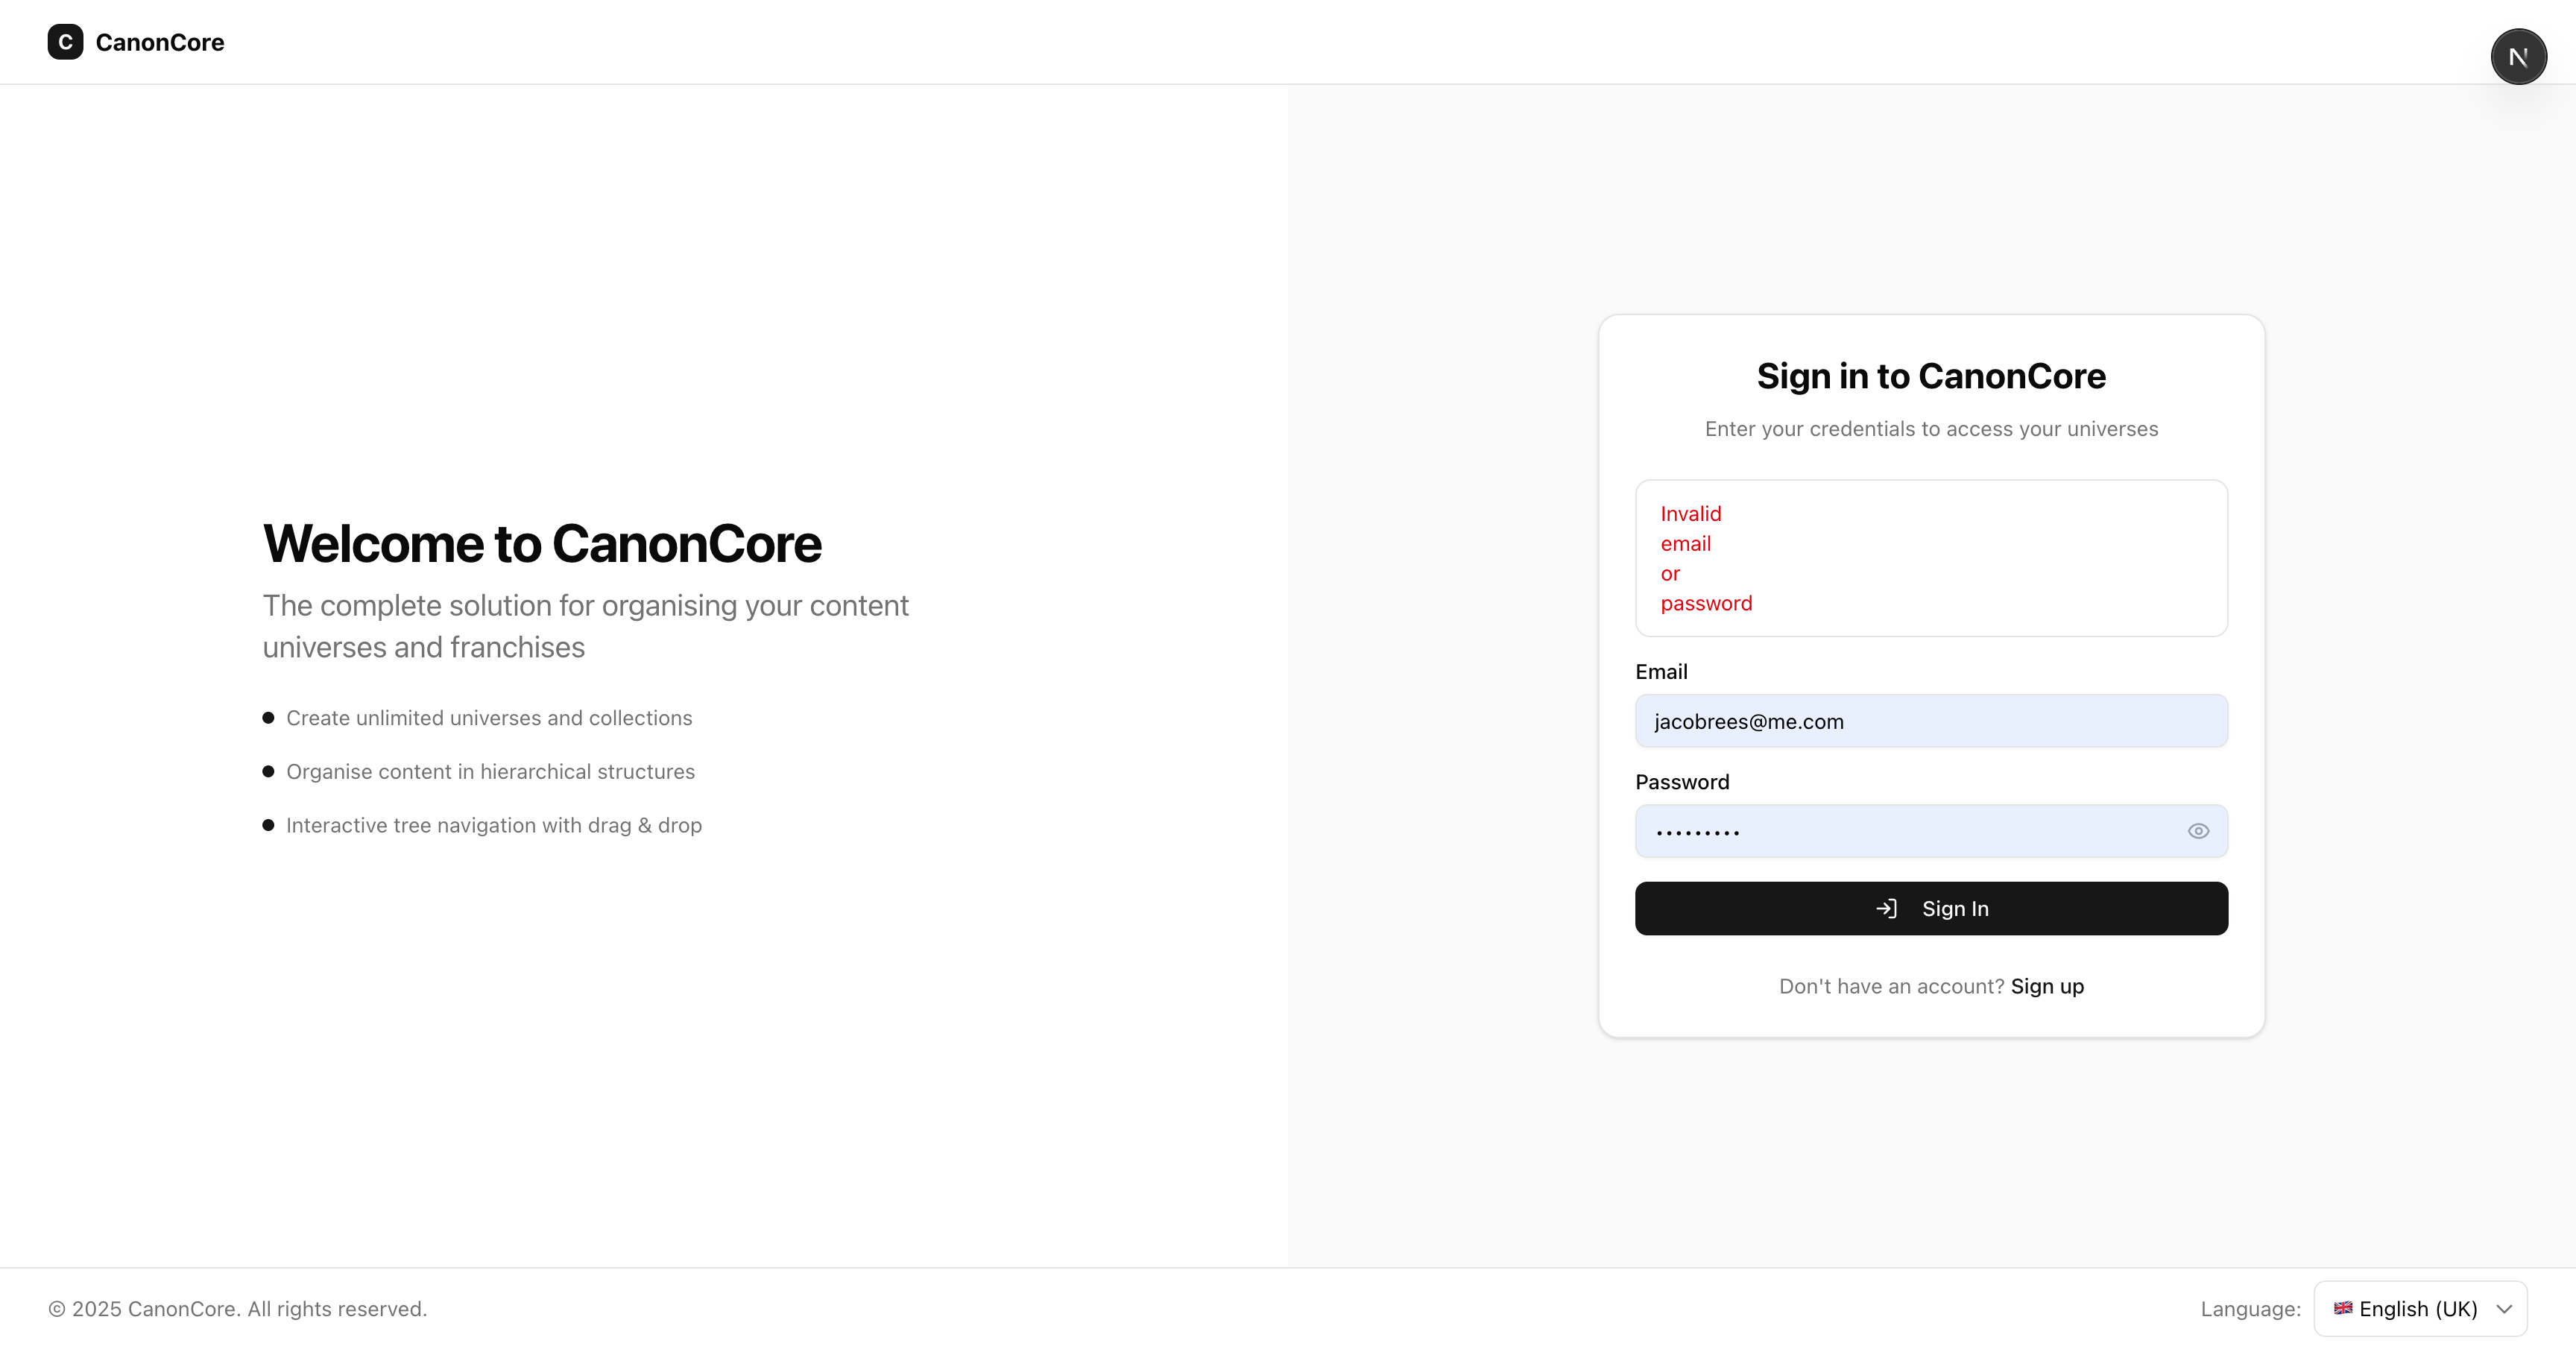 C CanonCore
N
Welcome to CanonCore
The complete solution for organising your content
universes and franchises
Create unlimited universes and collections
Organise content in hierarchical structures
Interactive tree navigation with drag & drop
Sign in to CanonCore
Enter your credentials to access your universes
Invalid
email
or
password
Email
jacobrees@me.com
Password
Sign In
Don't have an account? Sign up
© 2025 CanonCore. All rights reserved.
Language: English (UK)